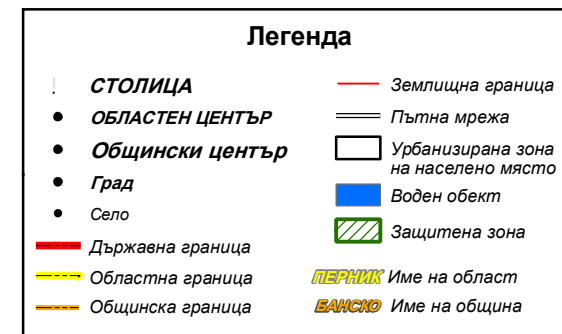 Легенда
СТОЛИЦА
ОБЛАСТЕН ЦЕНТЪР
Общински център
Град
Село
Държавна граница
Областна граница
Общинска граница
Землищна граница
Пътна мрежа
Урбанизирана зона
на населено място
Воден обект
Защитена зона
ПЕРНИК Име на област
БАНСКО Име на община